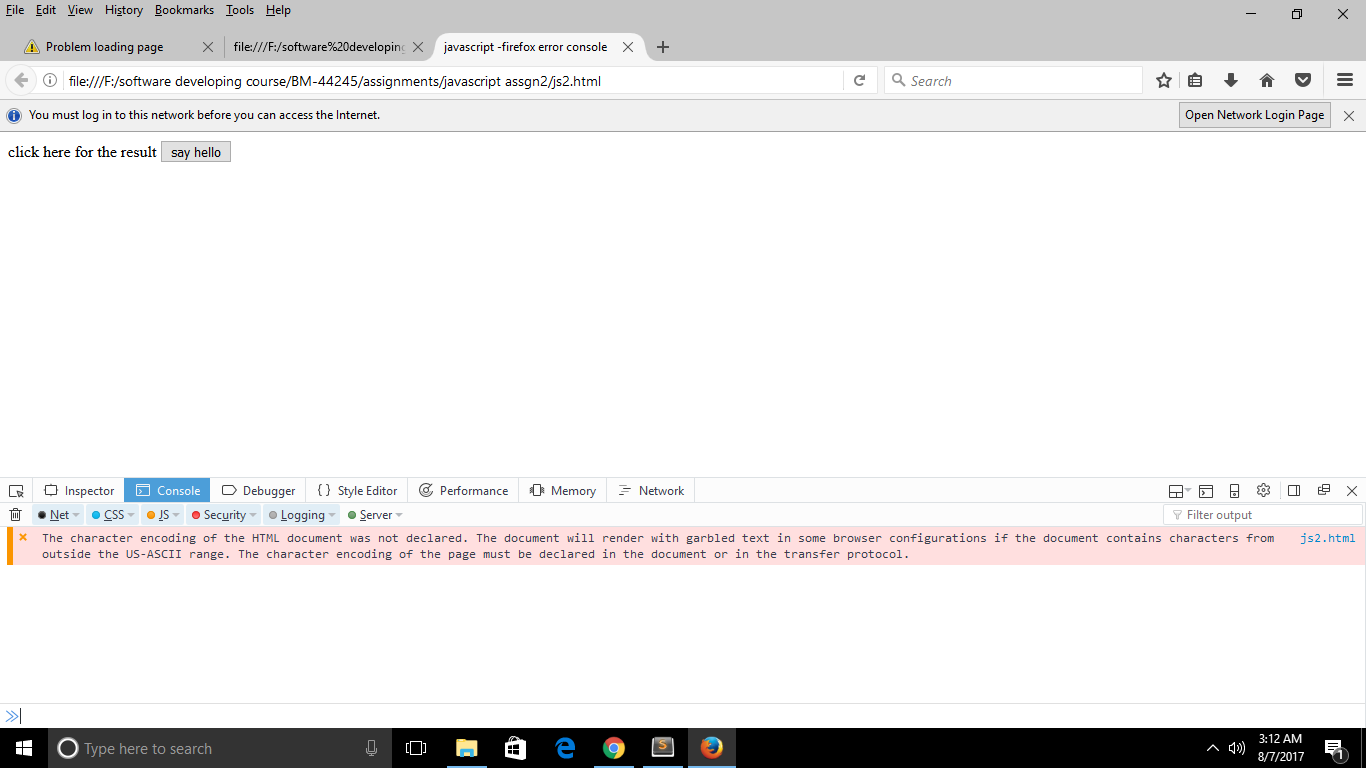 File Edit View History Bookmarks Tools Help
Problem loading page
file:///F:/software%20developing
javascript -firefox error console
file:///F:/software developing course/BM-44245/assignments/javascript assgn2/js2.html
Search
You must log in to this network before you can access the Internet.
Open Network Login Page
click here for the result say hello
Inspector Console Debugger Style Editor Performance Memory Network
Net CSS JS Security Logging Server Filter output
The character encoding of the HTML document was not declared. The document will render with garbled text in some browser configurations if the document contains characters from js2.html
outside the US-ASCII range. The character encoding of the page must be declared in the document or in the transfer protocol.
Type here to search
3:12 AM
8/7/2017
1